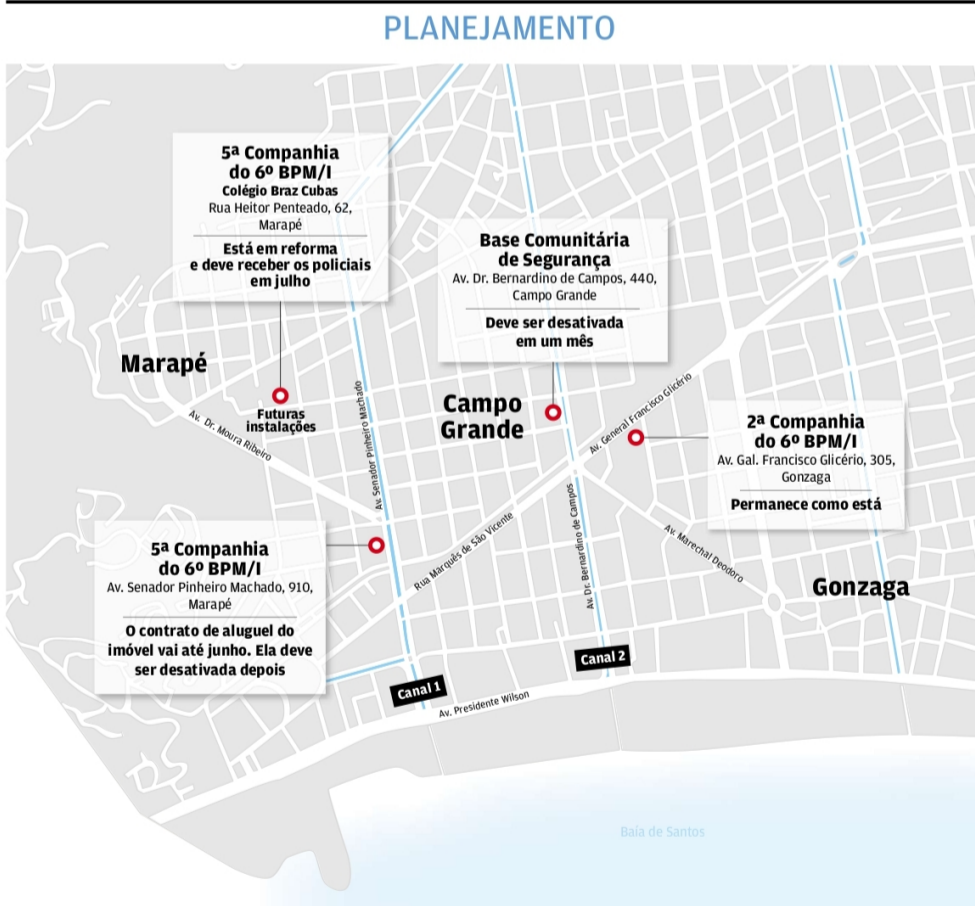 PLANEJAMENTO
5ª Companhia
do 6º BPM/I
Colégio Braz Cubas
Rua Heitor Penteado, 62,
Marapé
Está em reforma
e deve receber os policiais
em julho
Base Comunitária
de Segurança
Av. Dr. Bernardino de Campos, 440,
Campo Grande
Deve ser desativada
em um mês
Marapé
Futuras
instalações
Av. Dr. Moura Ribeiro
Av. Senador Pinheiro Machado
Campo
Grande
Av. General Francisco Glicério
2ª Companhia
do 6º BPM/I
Av. Gal. Francisco Glicério, 305,
Gonzaga
Permanece como está
5ª Companhia
do 6º BPM/I
Av. Senador Pinheiro Machado, 910,
Marapé
O contrato de aluguel do
imóvel vai até junho. Ela deve
ser desativada depois
Rua Marquês de São Vicente
Av. Dr. Bernardino de Campos
Av. Marechal Deodoro
Gonzaga
Canal 1
Canal 2
Av. Presidente Wilson
Baía de Santos